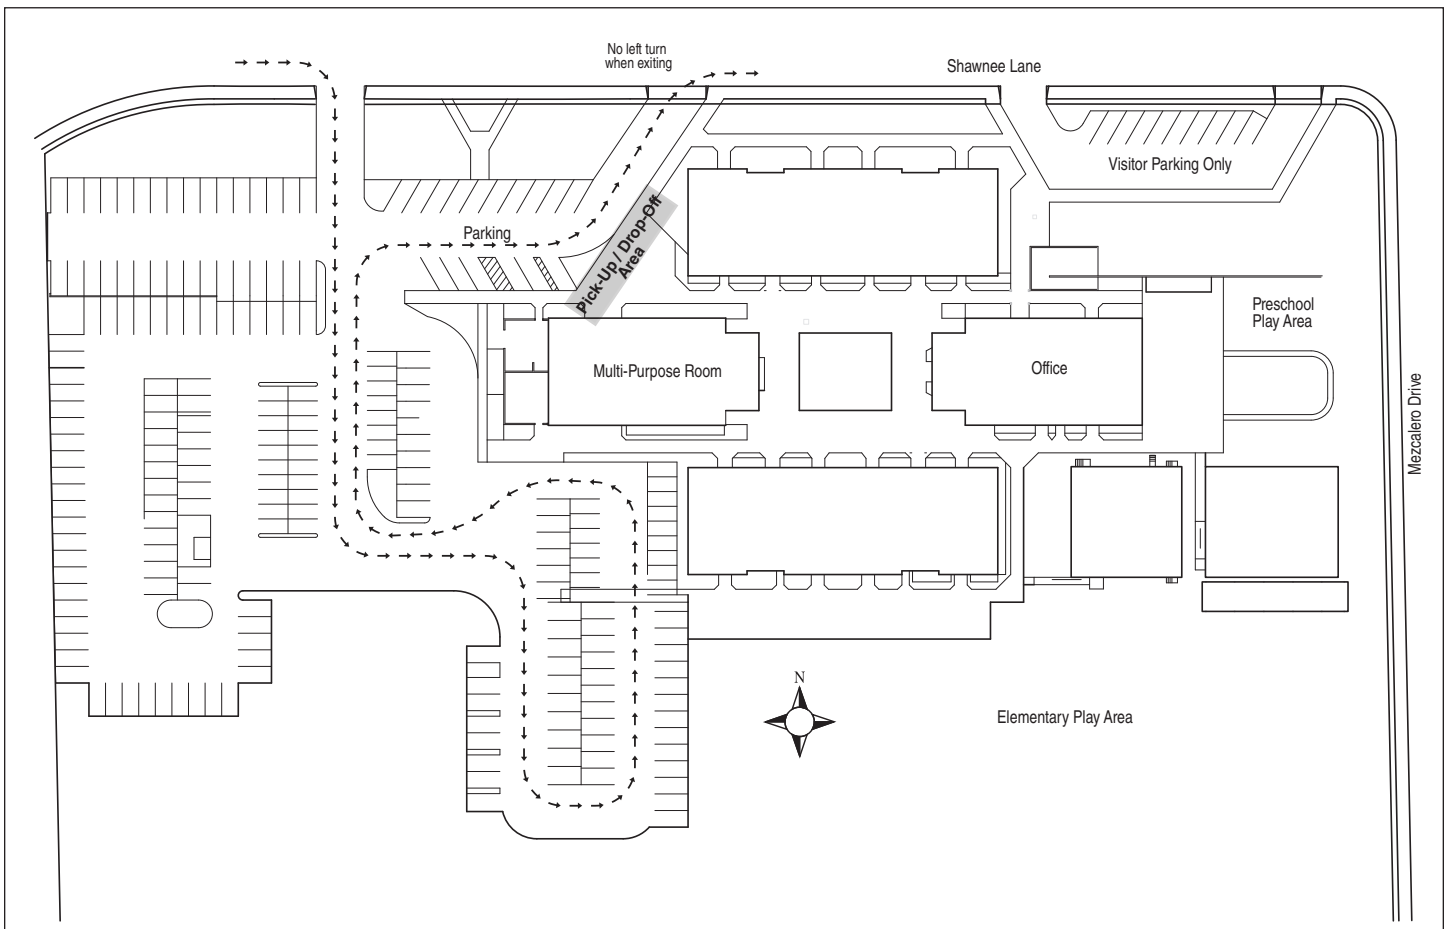 No left turn
when exiting
Shawnee Lane
Visitor Parking Only
Parking
Pick-Up / Drop-Off
Area
Preschool
Play Area
Multi-Purpose Room
Office
Mezcalero Drive
N
Elementary Play Area